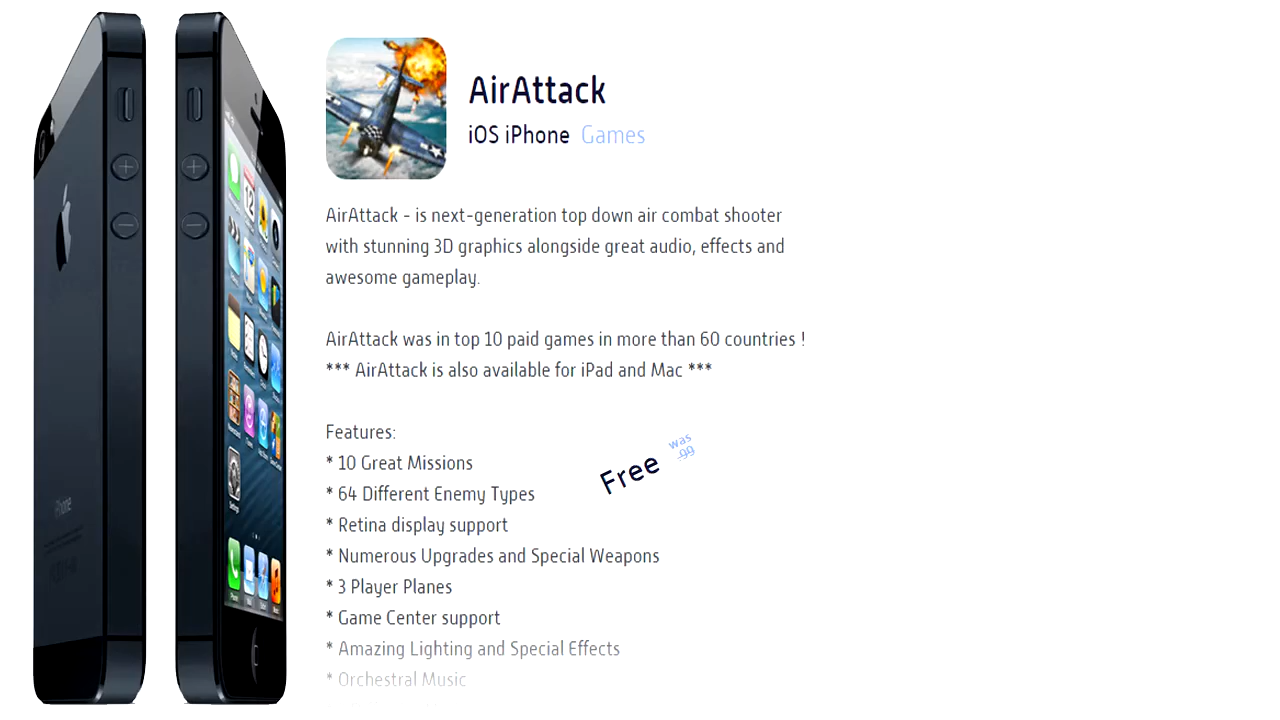 AirAttack
iOS iPhone Games
AirAttack - is next-generation top down air combat shooter
with stunning 3D graphics alongside great audio, effects and
awesome gameplay.
AirAttack was in top 10 paid games in more than 60 countries !
*** AirAttack is also available for iPad and Mac ***
Features:
* 10 Great Missions
* 64 Different Enemy Types
* Retina display support
* Numerous Upgrades and Special Weapons
* 3 Player Planes
* Game Center support
* Amazing Lighting and Special Effects
* Orchestral Music
Free was .99
iPhone